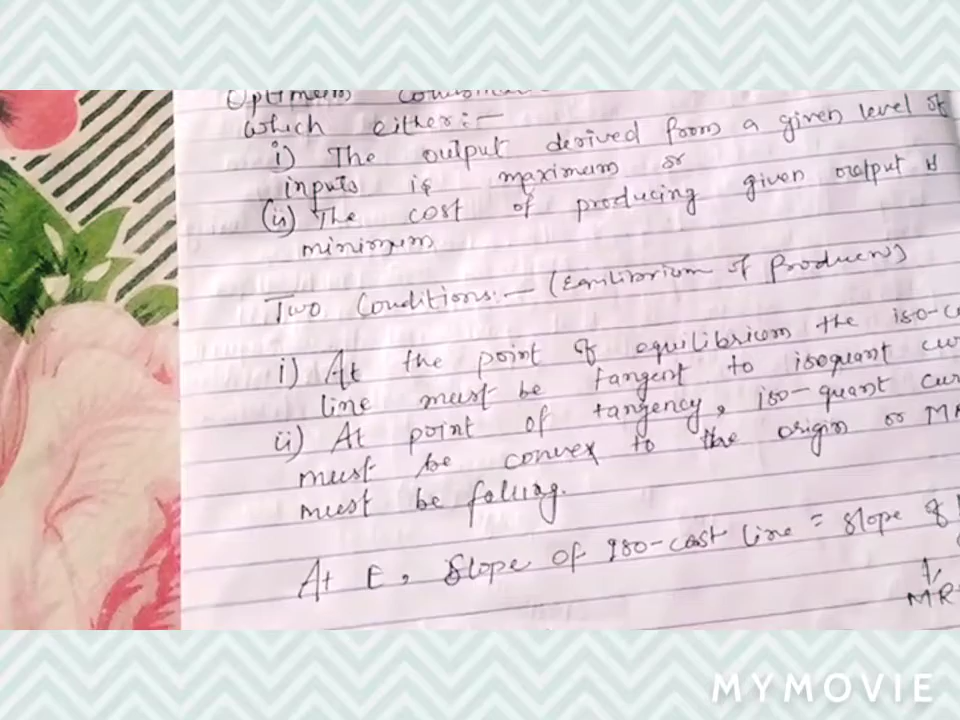 Optimum
which either:-
i) The output derived from a given level of
inputs is maximum or
(ii) The cost of producing given output is
minimum
Two Conditions:- (Equilibrium of Producers)
i) At the point of equilibrium the iso-c
line must be tangent to isoquant cur
ii) At point of tangency, iso-quant cur
must be convex to the origin or MR
must be falling.
At E, Slope of iso-cost line = slope of
MR
MYMOVIE